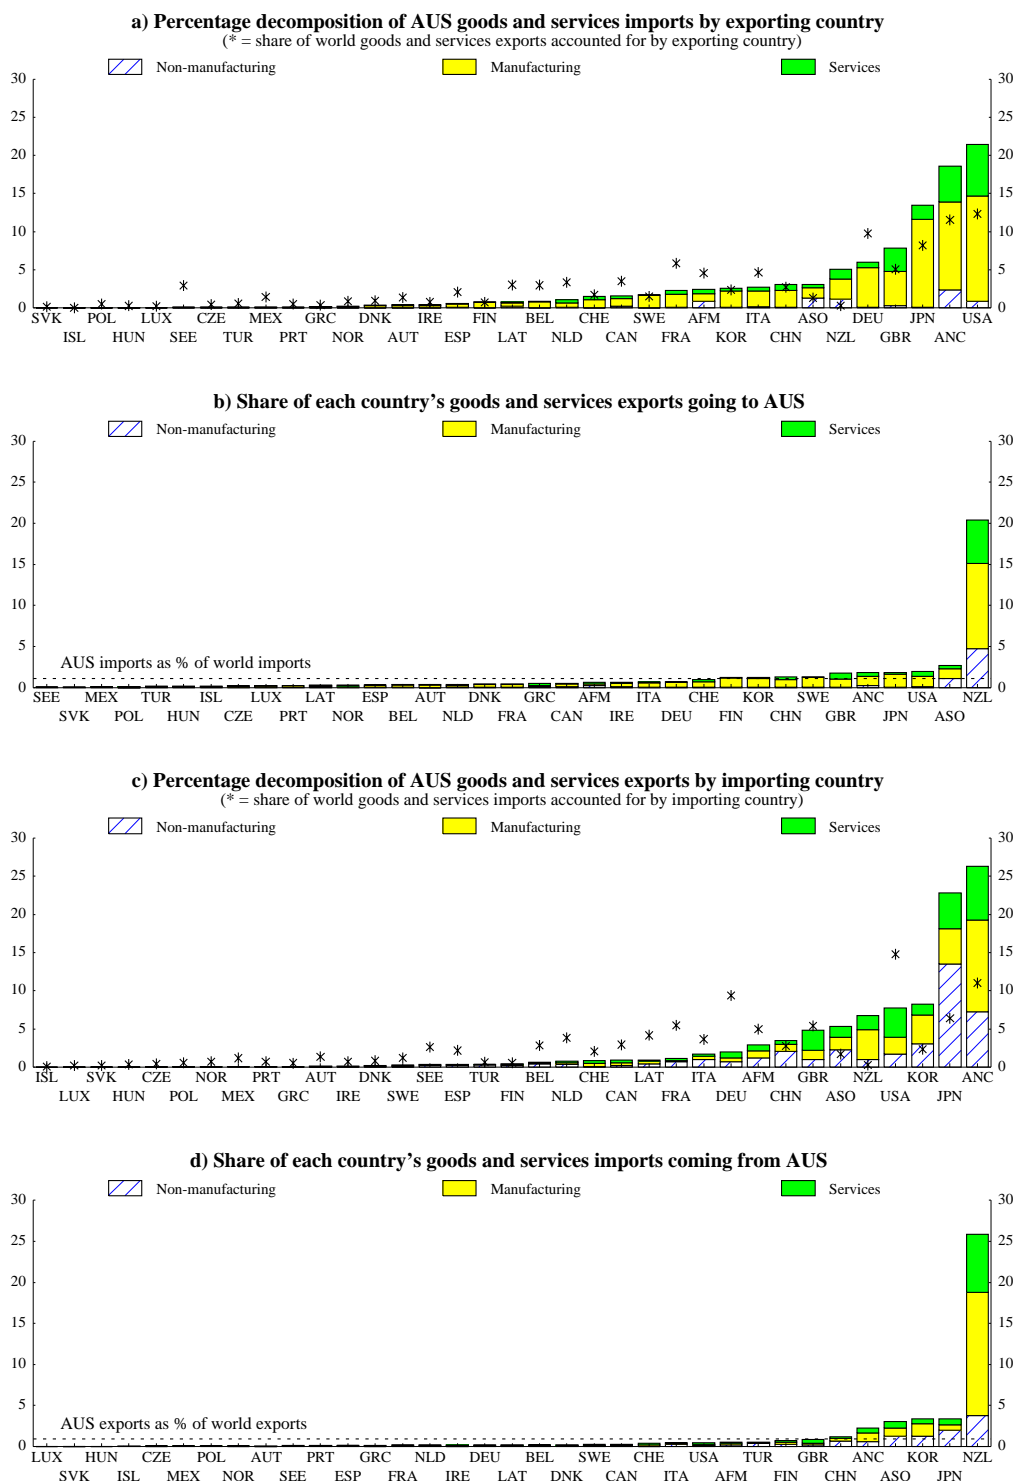 a) Percentage decomposition of AUS goods and services imports by exporting country
(* = share of world goods and services exports accounted for by exporting country)
Non-manufacturing Manufacturing Services
30 30
25 25
20 20
15 15
10 10
5 5
0 0
SVK POL LUX CZE MEX GRC DNK IRE FIN BEL CHE SWE AFM ITA ASO DEU JPN USA
ISL HUN SEE TUR PRT NOR AUT ESP LAT NLD CAN FRA KOR CHN NZL GBR ANC
b) Share of each country's goods and services exports going to AUS
Non-manufacturing Manufacturing Services
30 30
25 25
20 20
15 15
10 10
5 5
AUS imports as % of world imports
0 0
SEE MEX TUR ISL LUX LAT ESP AUT DNK GRC AFM ITA CHE KOR SWE ANC USA NZL
SVK POL HUN CZE PRT NOR BEL NLD FRA CAN IRE DEU FIN CHN GBR JPN ASO
c) Percentage decomposition of AUS goods and services exports by importing country
(* = share of world goods and services imports accounted for by importing country)
Non-manufacturing Manufacturing Services
30 30
25 25
20 20
15 15
10 10
5 5
0 0
ISL SVK CZE NOR PRT AUT DNK SEE TUR BEL CHE LAT ITA AFM GBR NZL KOR ANC
LUX HUN POL MEX GRC IRE SWE ESP FIN NLD CAN FRA DEU CHN ASO USA JPN
d) Share of each country's goods and services imports coming from AUS
Non-manufacturing Manufacturing Services
30 30
25 25
20 20
15 15
10 10
5 5
AUS exports as % of world exports
0 0
LUX HUN CZE POL AUT PRT GRC NLD DEU BEL SWE CHE USA TUR GBR ANC KOR NZL
SVK ISL MEX NOR SEE ESP FRA IRE LAT DNK CAN ITA AFM FIN CHN ASO JPN